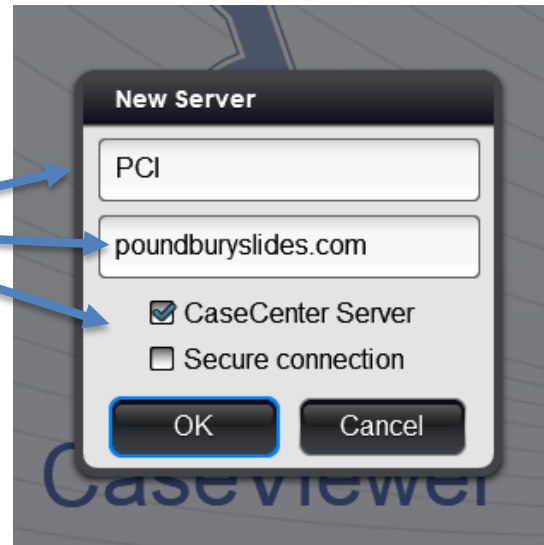 New Server
PCI
poundburyslides.com
CaseCenter Server
Secure connection
OK
Cancel
CaseViewer